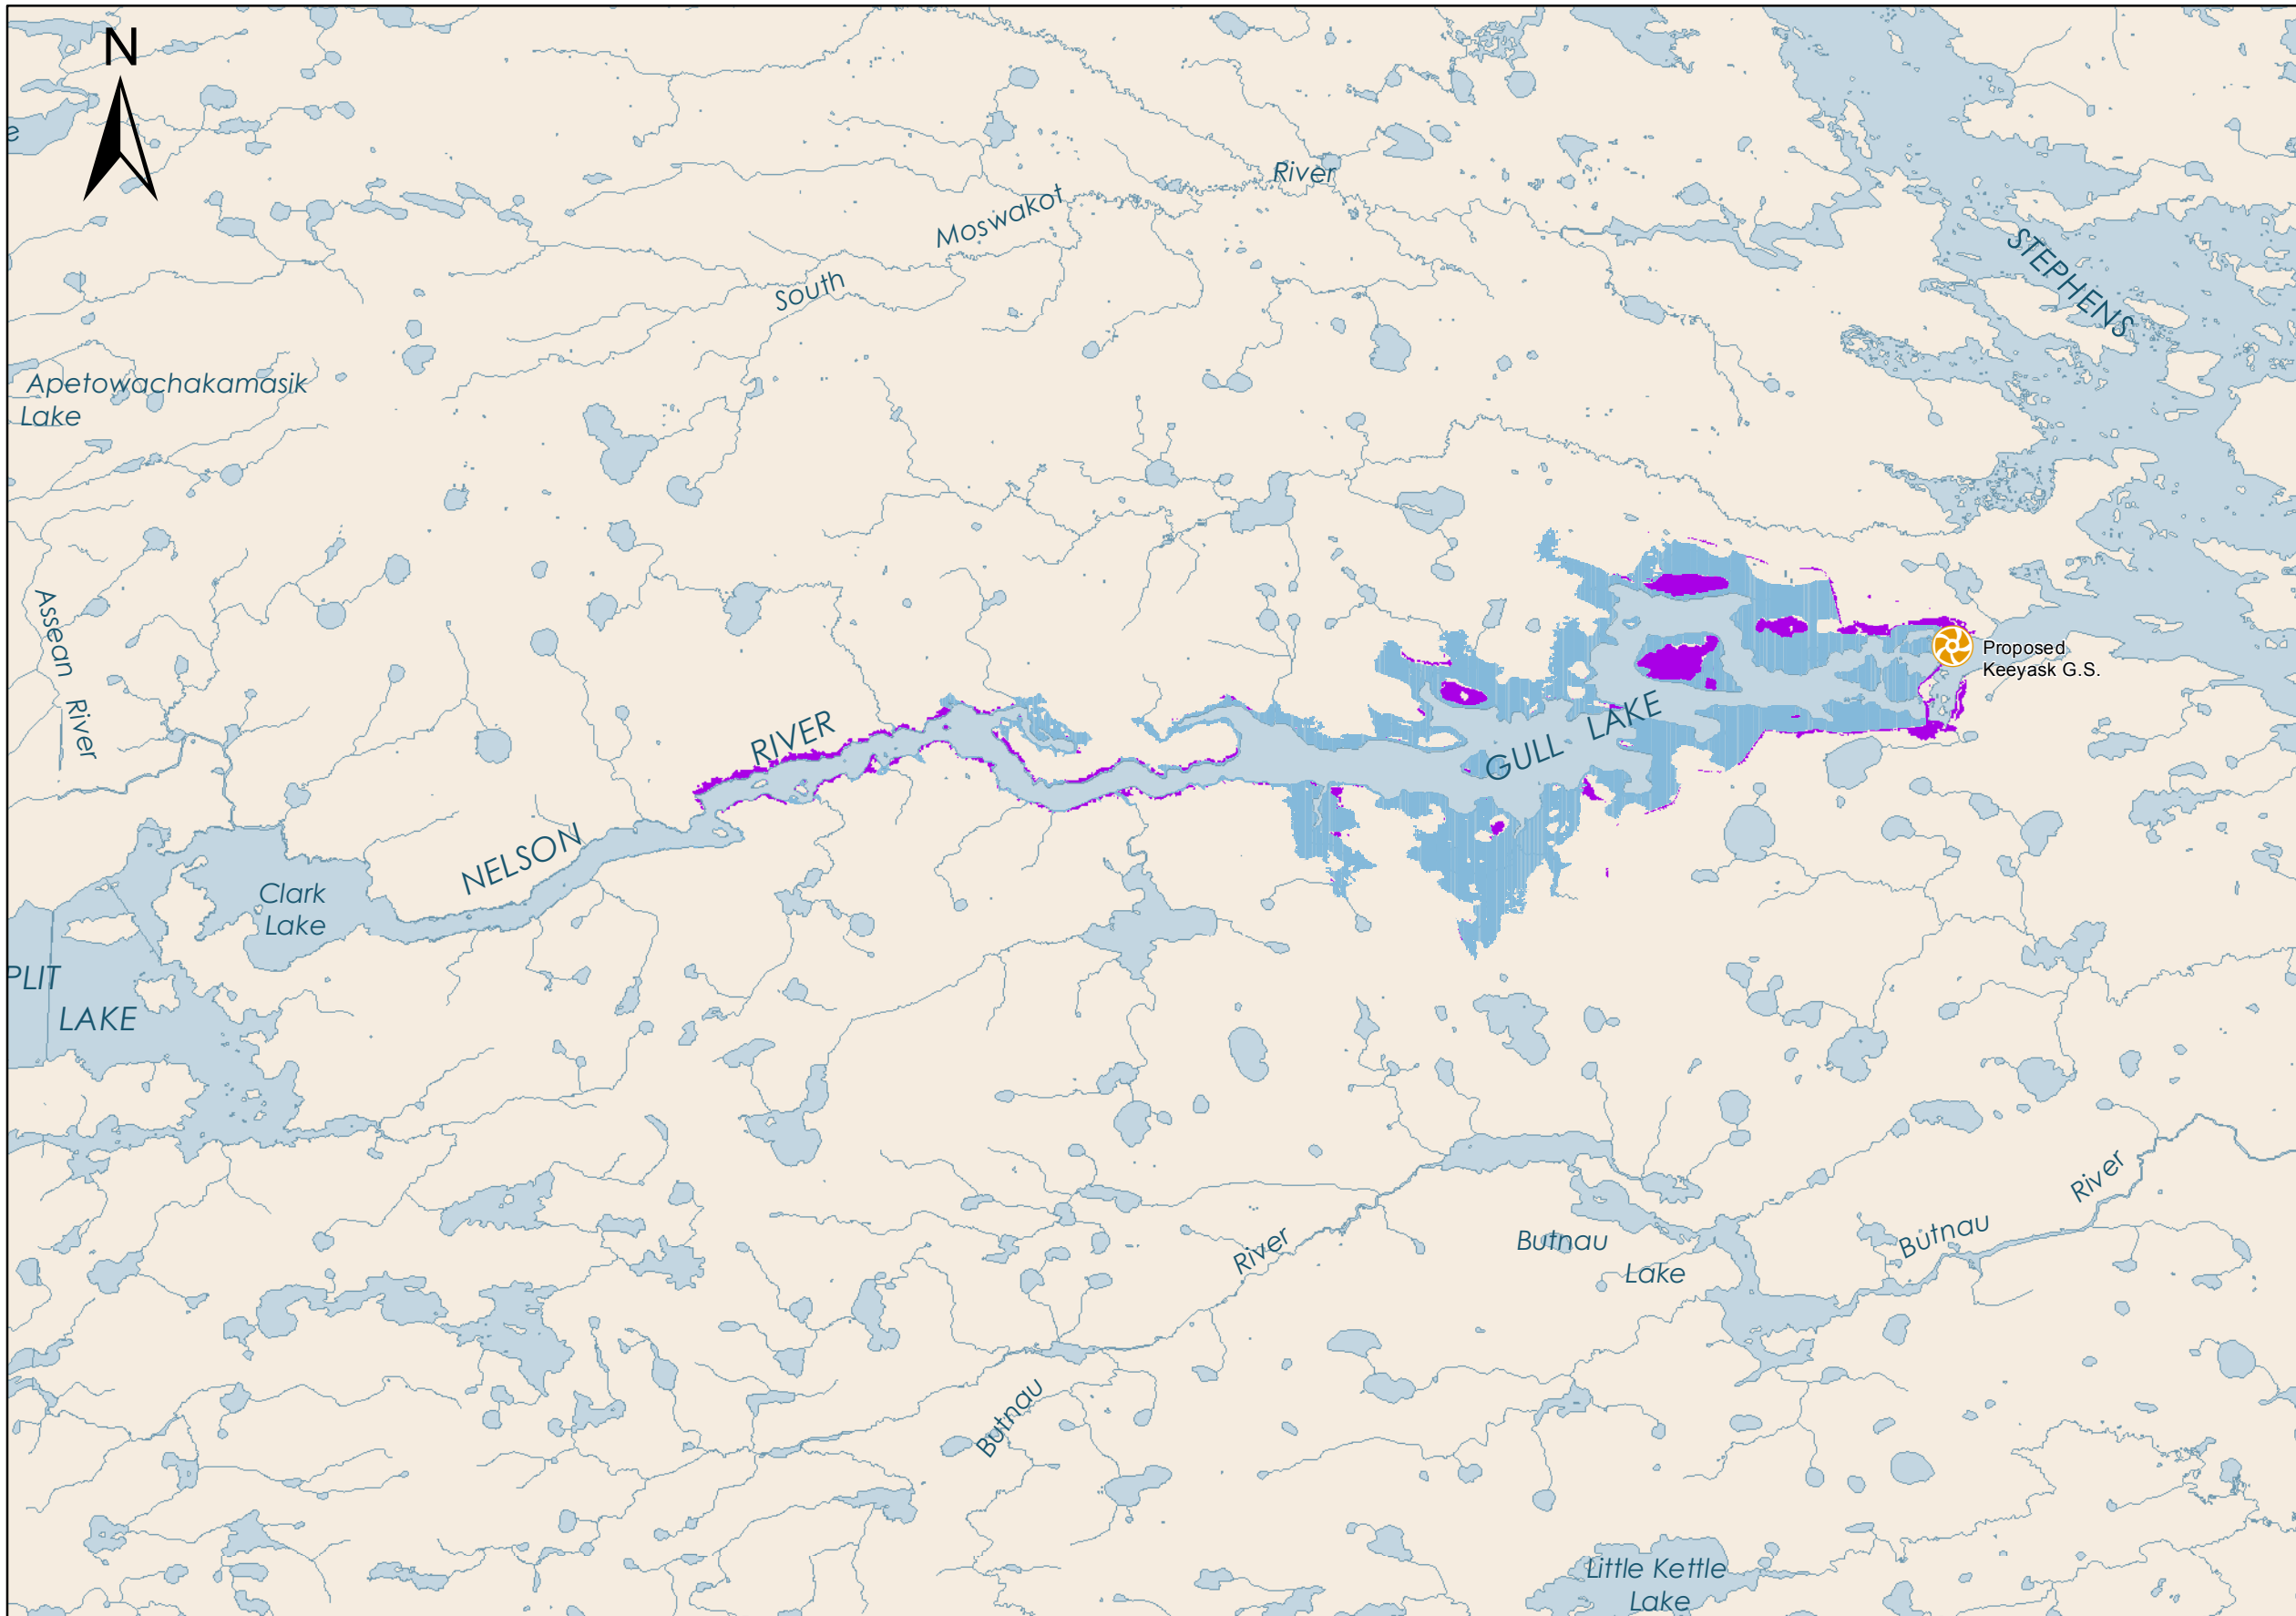 N
e
River
Moswakot
South
STEPHENS
Apetowachakamasik
Lake
Assean River
Proposed
Keeyask G.S.
GULL LAKE
RIVER
NELSON
Clark
Lake
PLIT
LAKE
River
Butnau
River
Butnau
Lake
Butnau
Little Kettle
Lake